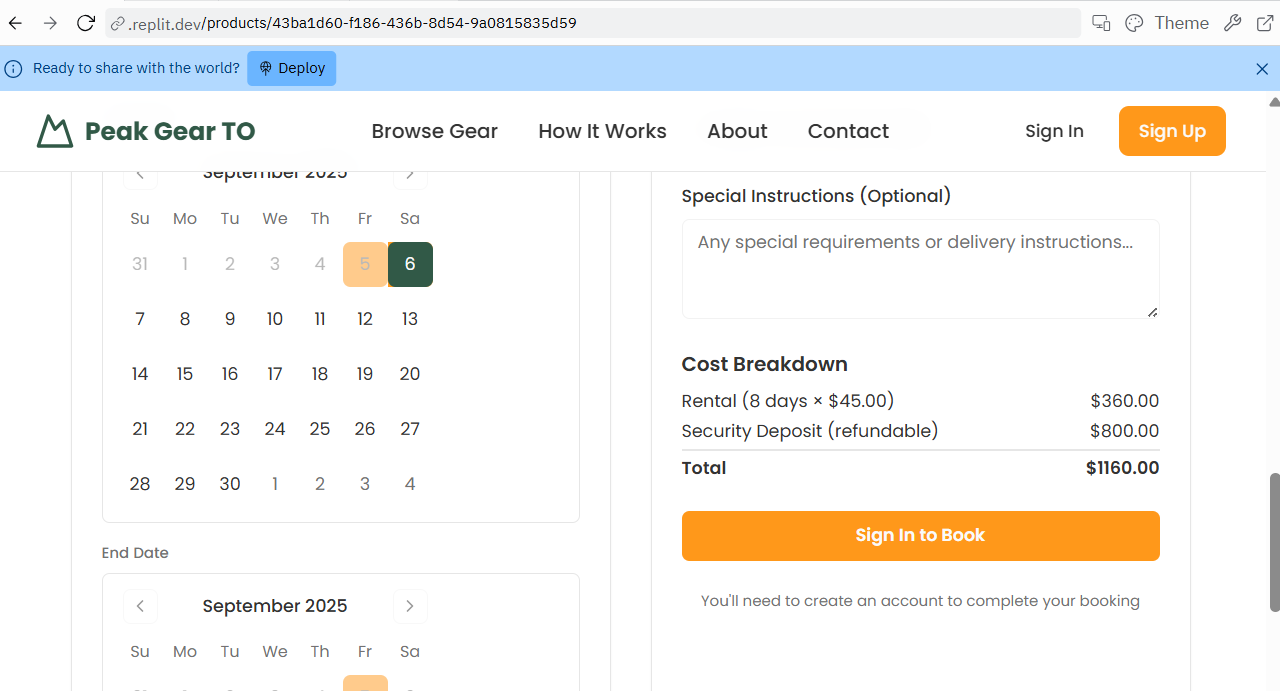 .replit.dev/products/43ba1d60-f186-436b-8d54-9a0815835d59
Theme
Ready to share with the world?
Deploy
Peak Gear TO
Browse Gear
How It Works
About
Contact
Sign In
Sign Up
September 2025
Su Mo Tu We Th Fr Sa
31 1 2 3 4 5 6
7 8 9 10 11 12 13
14 15 16 17 18 19 20
21 22 23 24 25 26 27
28 29 30 1 2 3 4
End Date
September 2025
Su Mo Tu We Th Fr Sa
Special Instructions (Optional)
Any special requirements or delivery instructions...
Cost Breakdown
Rental (8 days × $45.00) $360.00
Security Deposit (refundable) $800.00
Total $1160.00
Sign In to Book
You'll need to create an account to complete your booking